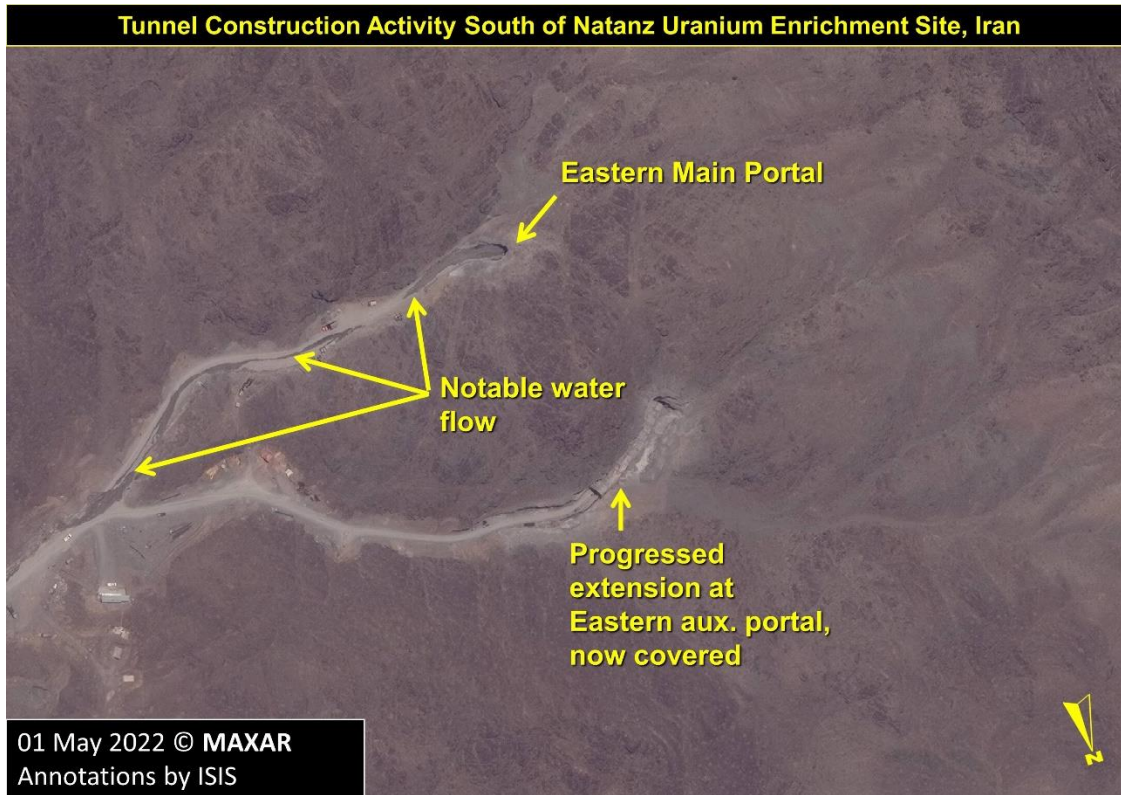 Tunnel Construction Activity South of Natanz Uranium Enrichment Site, Iran
Eastern Main Portal
Notable water
flow
Progressed
extension at
Eastern aux. portal,
now covered
01 May 2022 © MAXAR
Annotations by ISIS
N